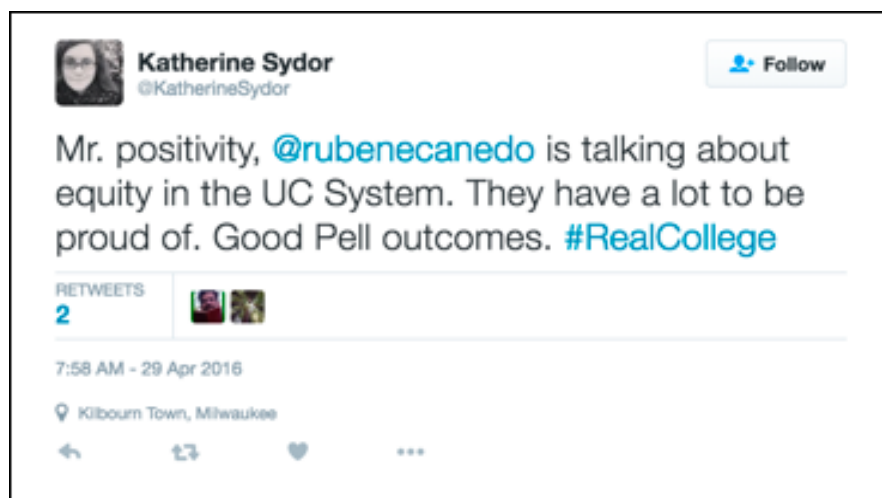 Katherine Sydor
@KatherineSydor
Follow
Mr. positivity, @rubenecanedo is talking about
equity in the UC System. They have a lot to be
proud of. Good Pell outcomes. #RealCollege
RETWEETS
2
7:58 AM - 29 Apr 2016
Kilbourn Town, Milwaukee